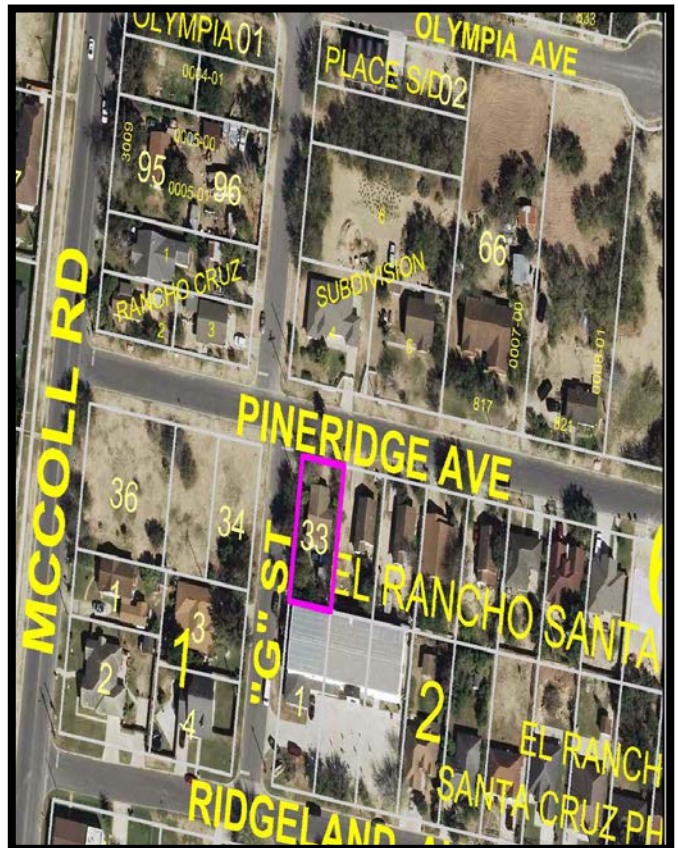 OLYMPIA 01
OLYMPIA AVE
0004-01
PLACE S/D 02
3009
0005-00
95
96
0005-01
6
66
1
RANCHO CRUZ
SUBDIVISION
2
3
4
5
0007-00
0008-01
817
821
MCCOLL RD
PINERIDGE AVE
36
34
33
"G" ST
EL RANCHO SANTA
1
3
1
2
4
1
2
EL RANCH
SANTA CRUZ PH
RIDGELAND